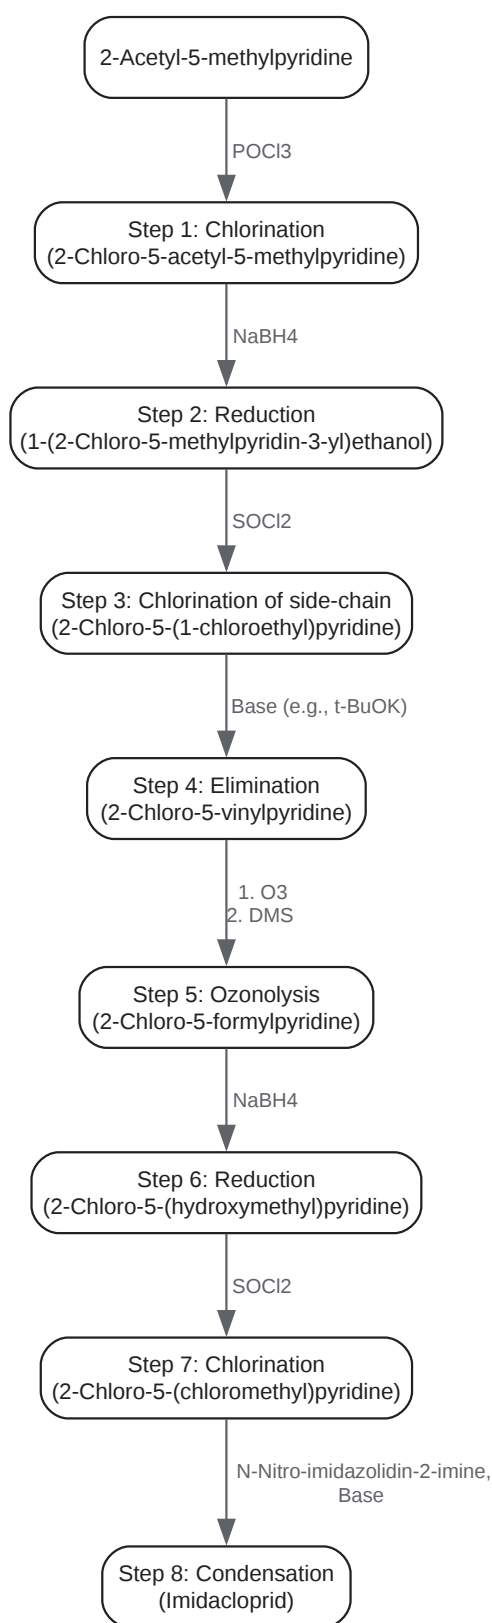 2-Acetyl-5-methylpyridine
POCl3
Step 1: Chlorination
(2-Chloro-5-acetyl-5-methylpyridine)
NaBH4
Step 2: Reduction
(1-(2-Chloro-5-methylpyridin-3-yl)ethanol)
SOCl2
Step 3: Chlorination of side-chain
(2-Chloro-5-(1-chloroethyl)pyridine)
Base (e.g., t-BuOK)
Step 4: Elimination
(2-Chloro-5-vinylpyridine)
1. O3
2. DMS
Step 5: Ozonolysis
(2-Chloro-5-formylpyridine)
NaBH4
Step 6: Reduction
(2-Chloro-5-(hydroxymethyl)pyridine)
SOCl2
Step 7: Chlorination
(2-Chloro-5-(chloromethyl)pyridine)
N-Nitro-imidazolidin-2-imine,
Base
Step 8: Condensation
(Imidacloprid)